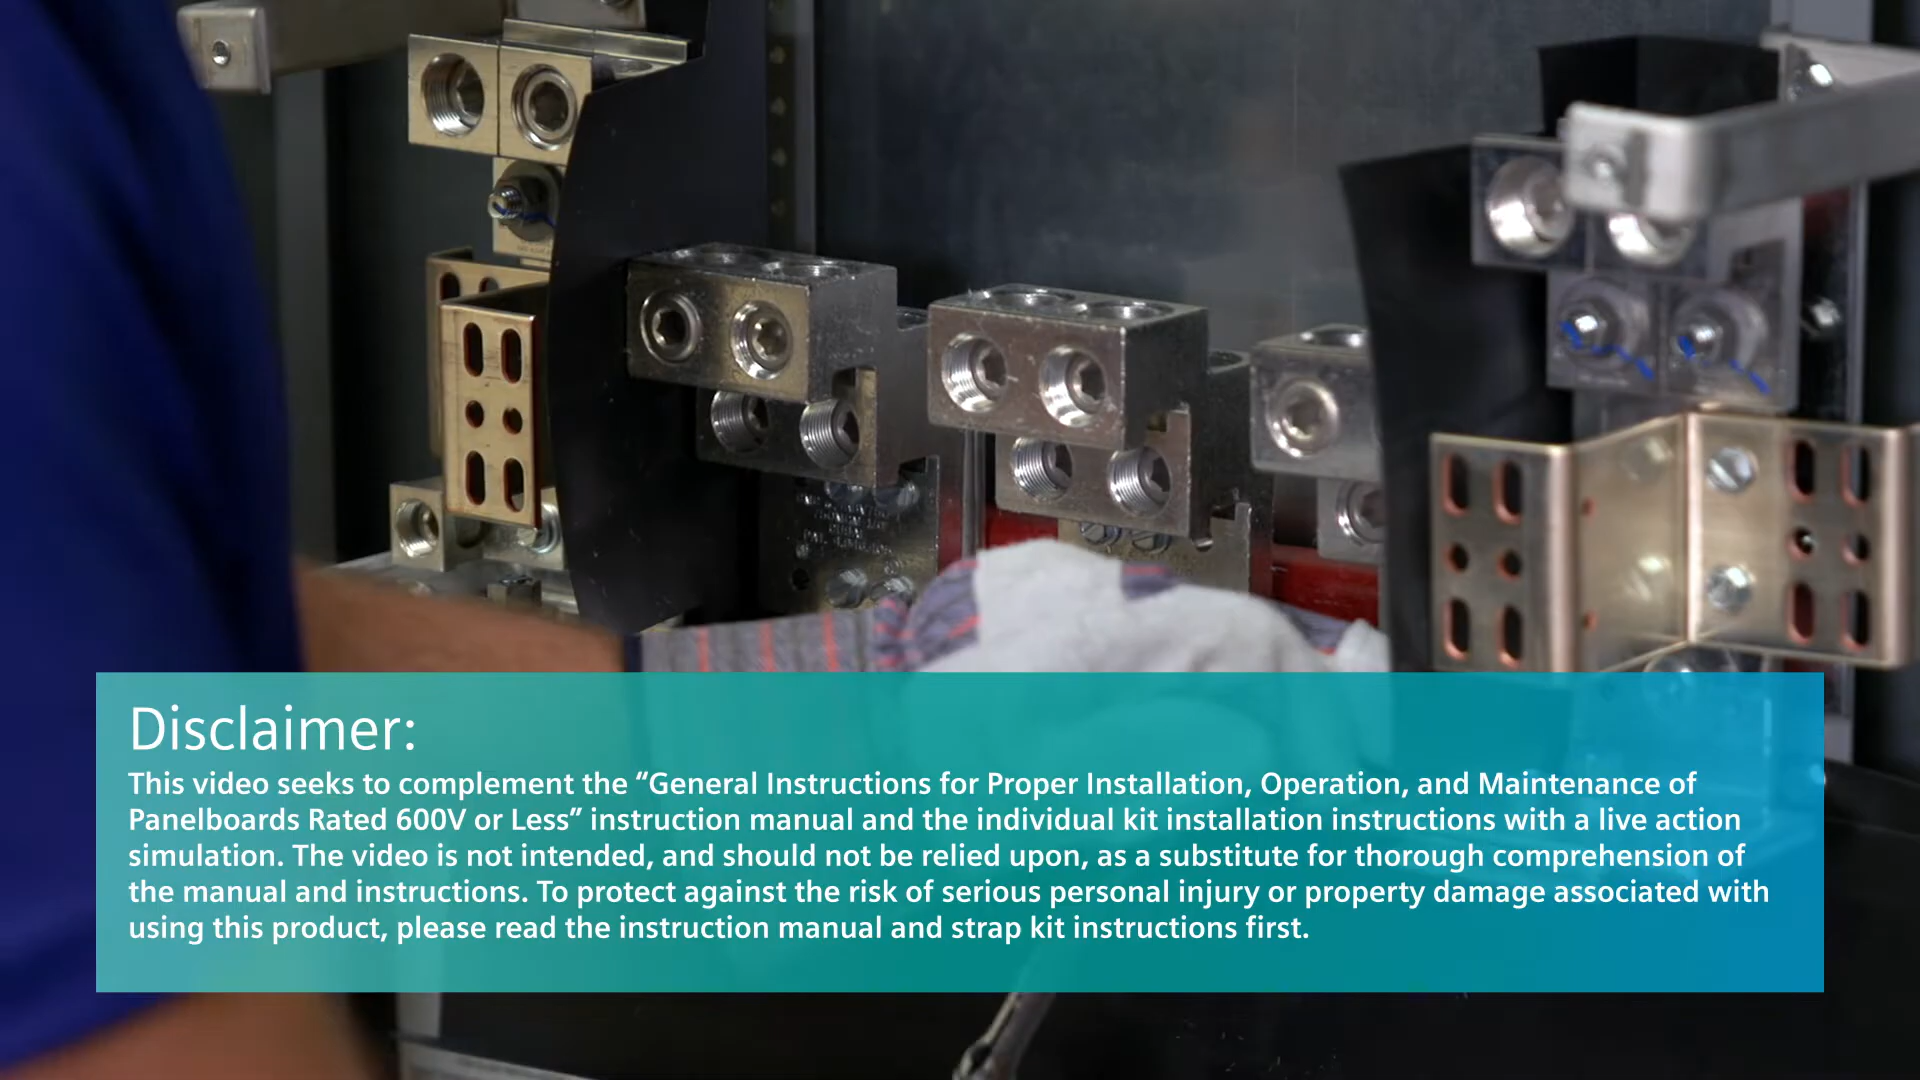 Disclaimer:
This video seeks to complement the “General Instructions for Proper Installation, Operation, and Maintenance of
Panelboards Rated 600V or Less” instruction manual and the individual kit installation instructions with a live action
simulation. The video is not intended, and should not be relied upon, as a substitute for thorough comprehension of
the manual and instructions. To protect against the risk of serious personal injury or property damage associated with
using this product, please read the instruction manual and strap kit instructions first.